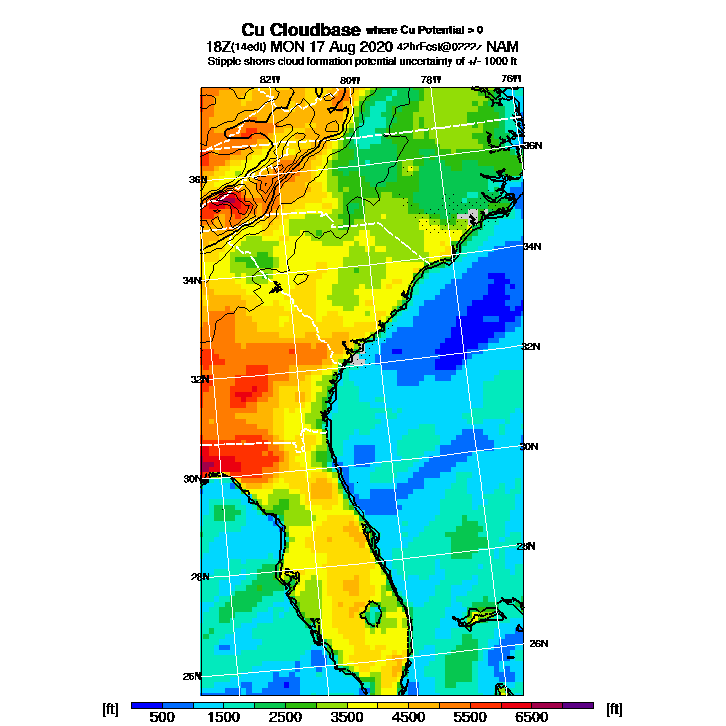 Cu Cloudbase where Cu Potential > 0
18Z(14edt) MON 17 Aug 2020 42hrFcst@0222z NAM
Stipple shows cloud formation potential uncertainty of +/- 1000 ft
82W 80W 78W 76W
36N
36N
34N
34N
32N
32N
30N
30N
28N
28N
26N
26N
[ft] [ft]
500 1500 2500 3500 4500 5500 6500